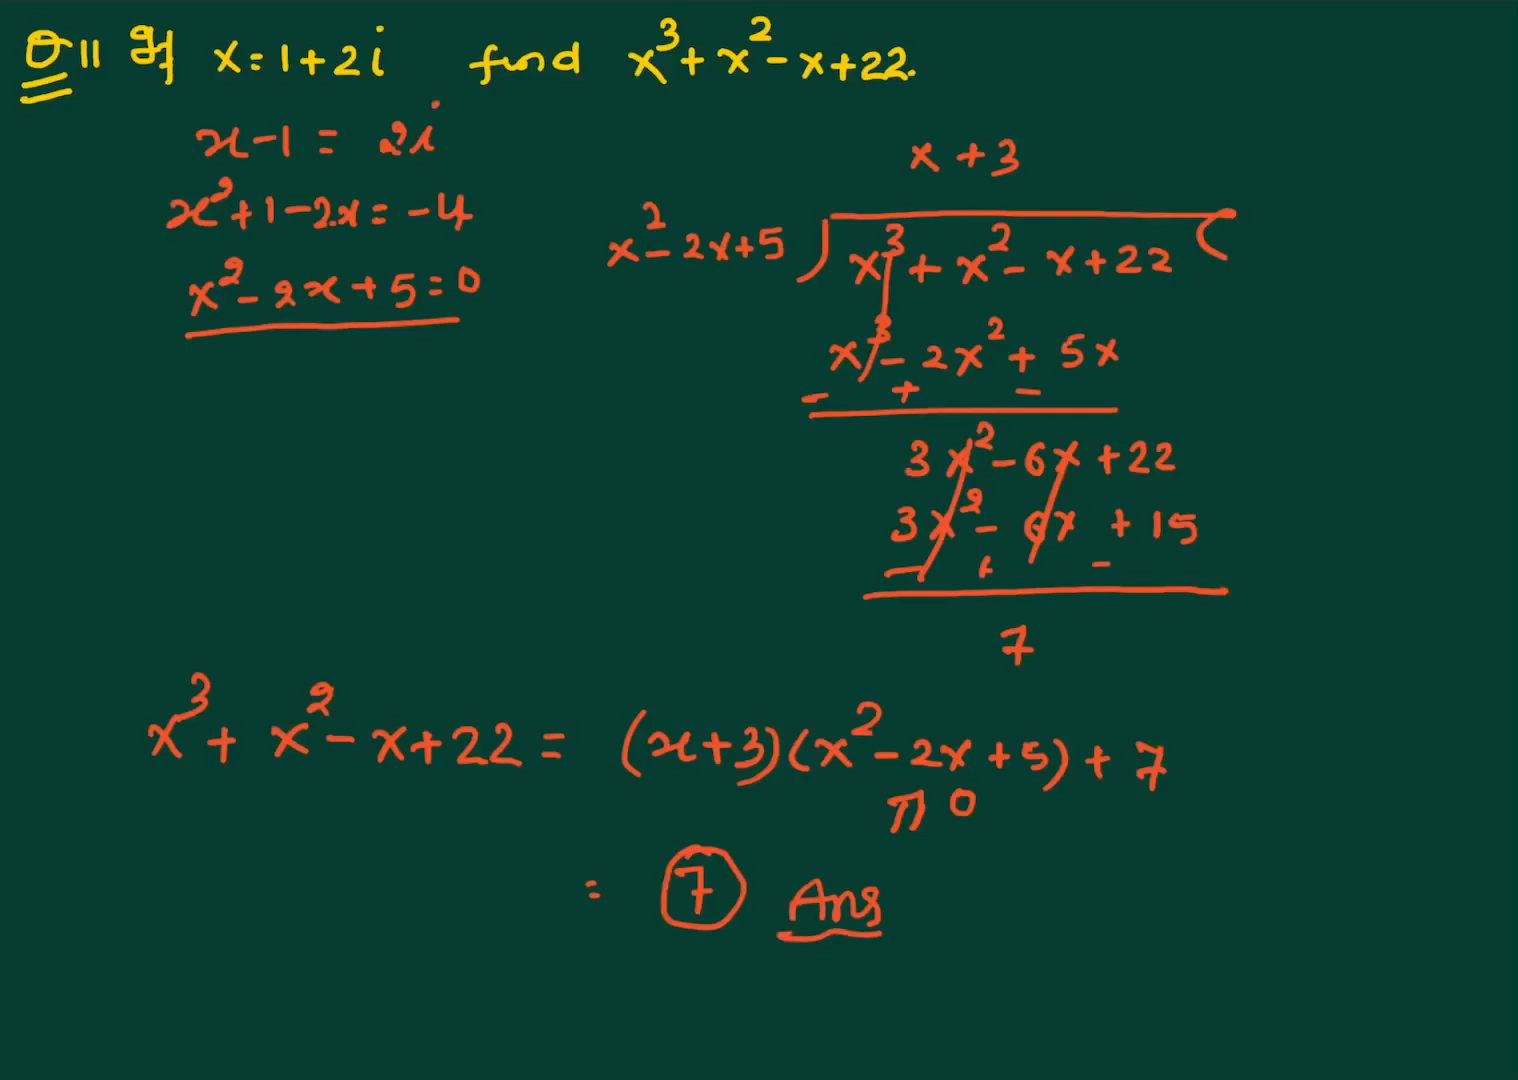 Q11 If x=1+2i find x³+x²-x+22.
x-1 = 2i
x²+1-2x = -4
x²-2x+5=0
x+3
x²-2x+5 ) x³+x²-x+22 (
x³-2x²+5x
- + -
3x²-6x+22
3x²-6x+15
- + -
7
x³+x²-x+22 = (x+3)(x²-2x+5)+7
0
= 7 Ans